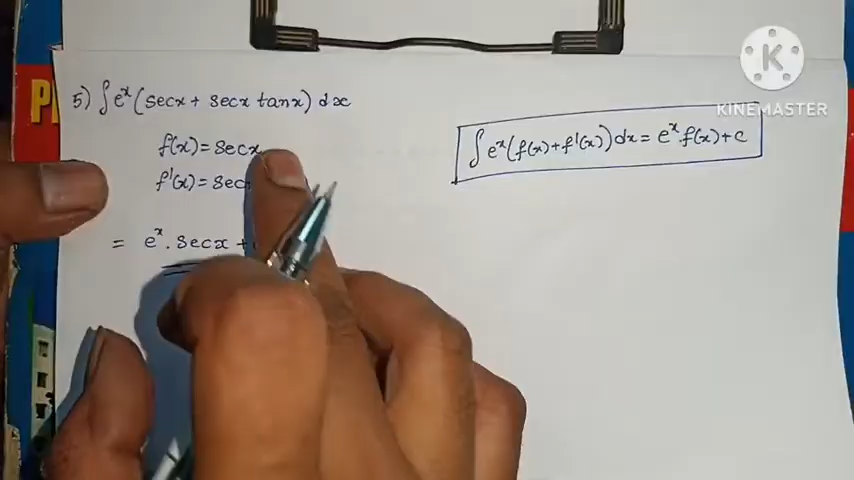 5) ∫eˣ(secx + secx tanx) dx
∫eˣ(f(x)+f'(x))dx = eˣ.f(x)+c
f(x) = secx
f'(x) = sec
= eˣ. secx +
KINEMASTER